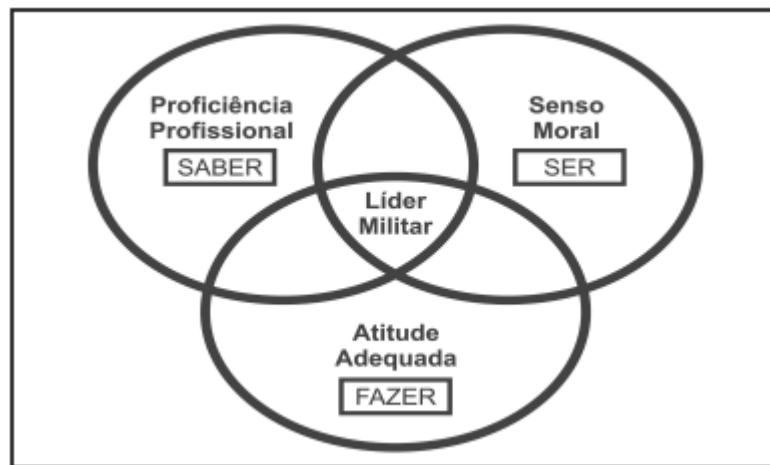 Proficiência
Profissional
SABER
Senso
Moral
SER
Líder
Militar
Atitude
Adequada
FAZER